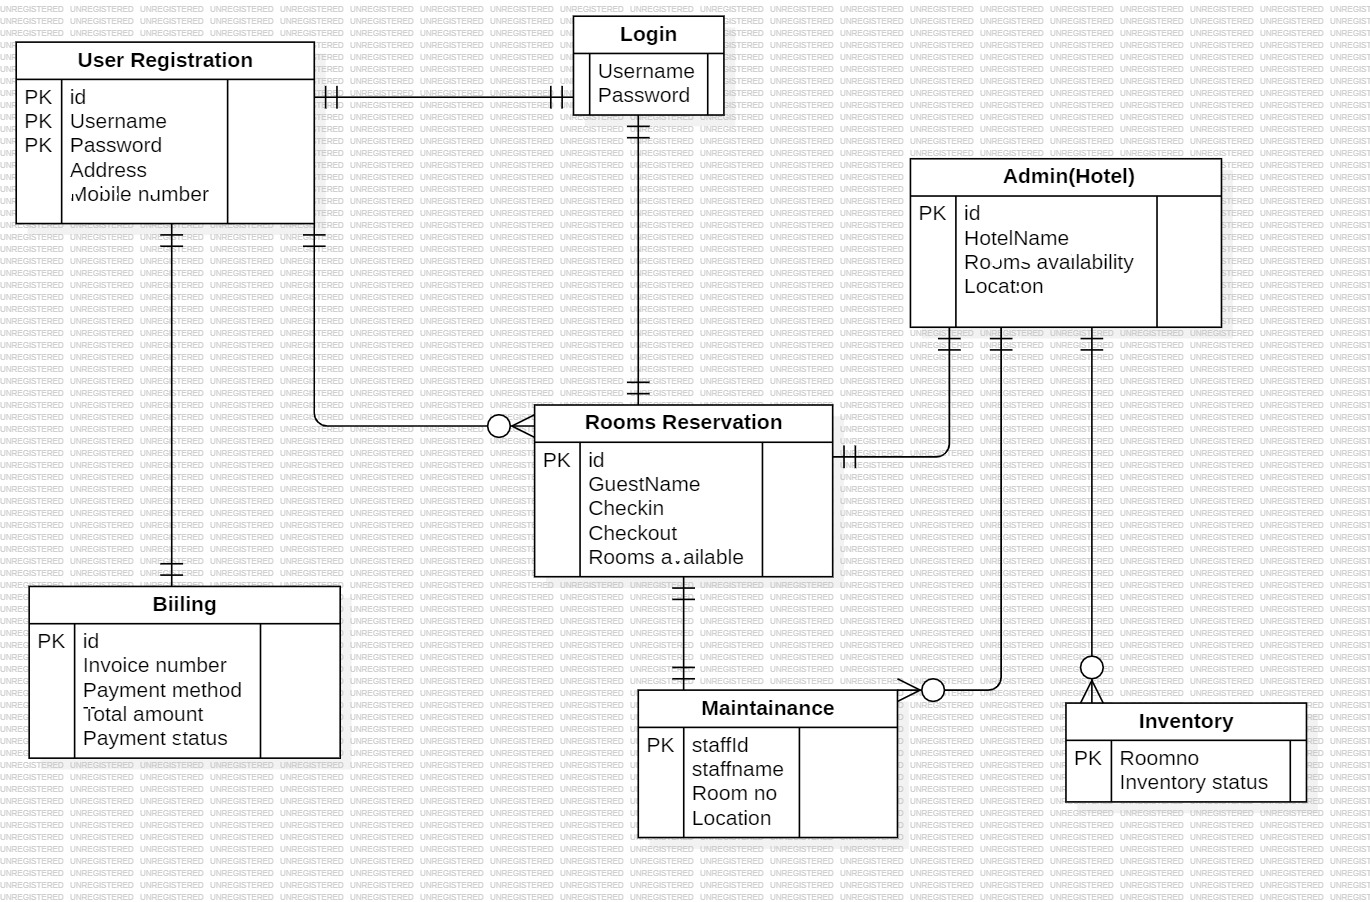 User Registration
PK id
PK Username
PK Password
Address
Mobile number
Login
Username
Password
Admin(Hotel)
PK id
HotelName
Rooms availability
Location
Rooms Reservation
PK id
GuestName
Checkin
Checkout
Rooms available
Biiling
PK id
Invoice number
Payment method
Total amount
Payment status
Maintainance
PK staffId
staffname
Room no
Location
Inventory
PK Roomno
Inventory status
UNREGISTERED